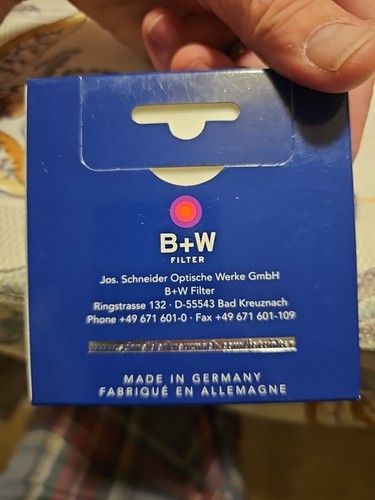 B+W
FILTER
Jos. Schneider Optische Werke GmbH
B+W Filter
Ringstrasse 132 · D-55543 Bad Kreuznach
Phone +49 671 601-0 · Fax +49 671 601-109
MADE IN GERMANY
FABRIQUÉ EN ALLEMAGNE